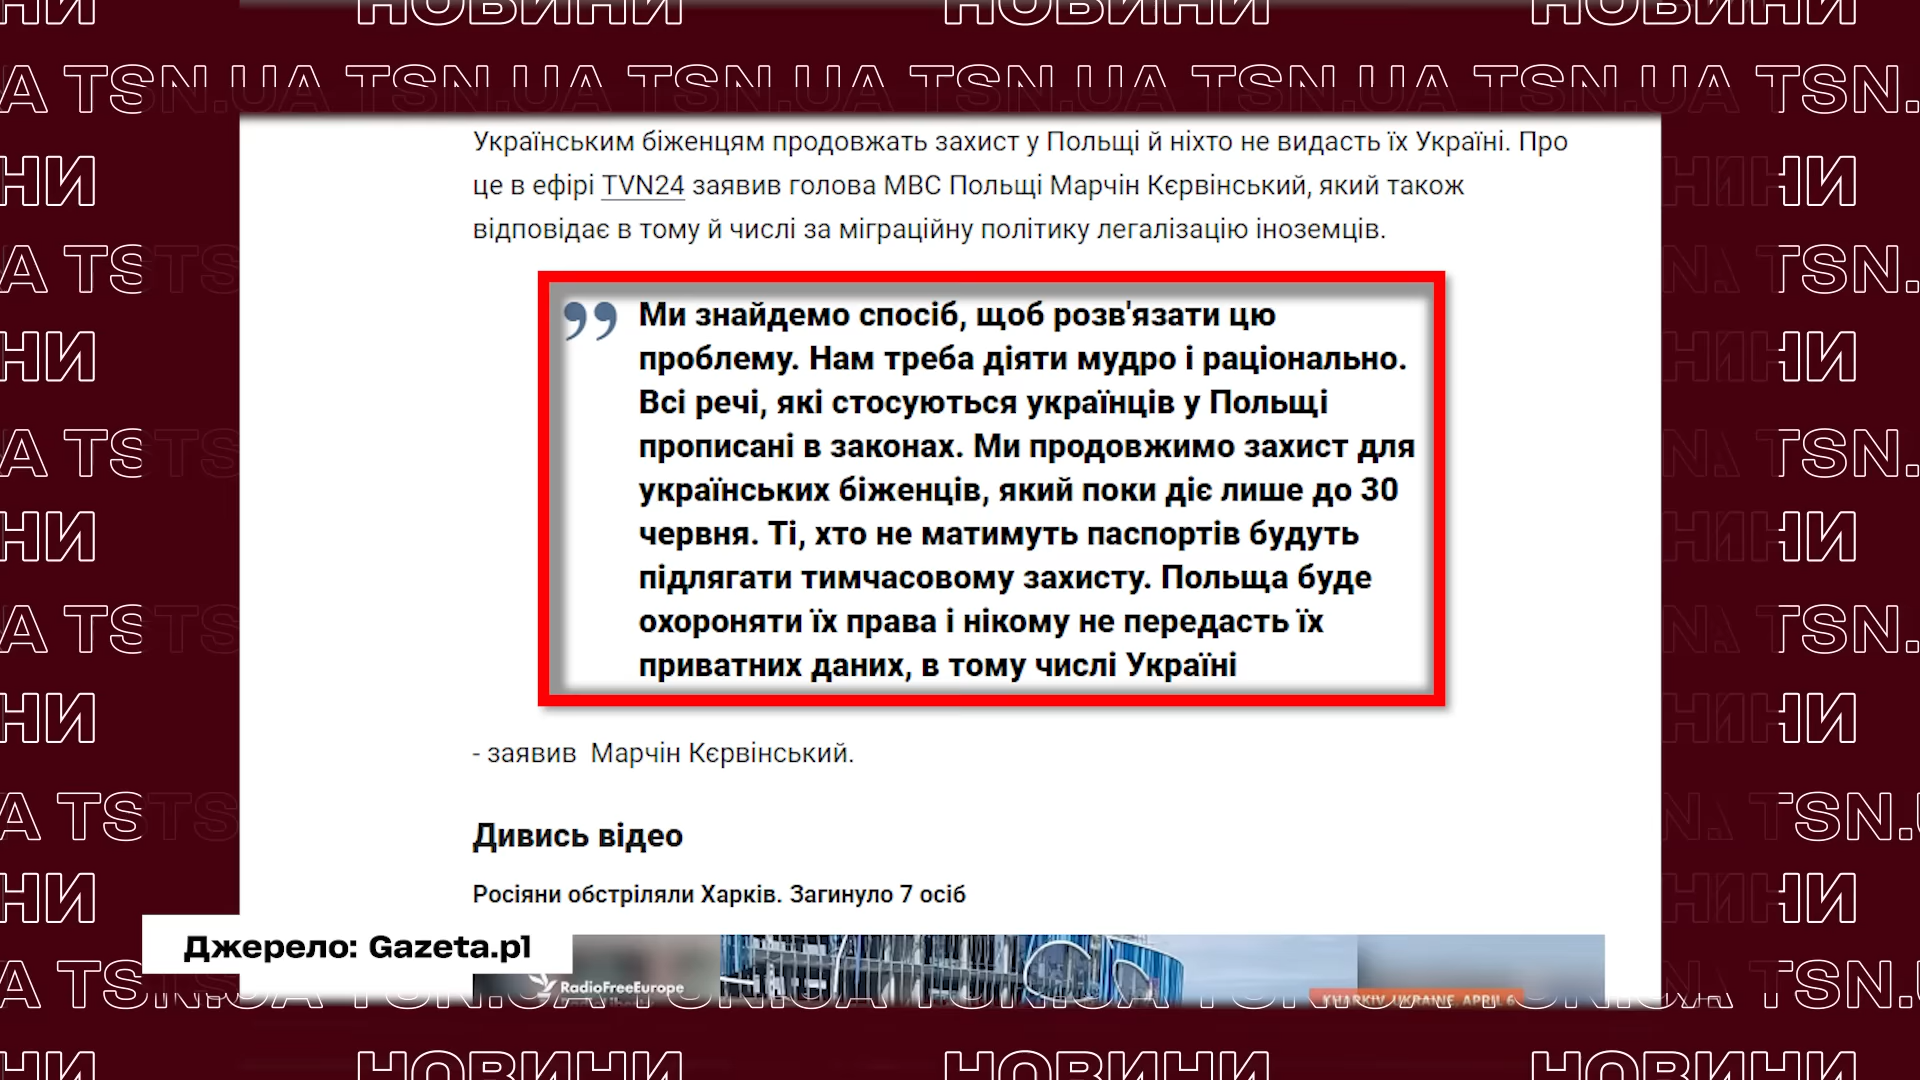 НОВИНИ НОВИНИ НОВИНИ
TSN.UA TSN.UA TSN.UA TSN.UA TSN.UA TSN.UA TSN.
Українським біженцям продовжать захист у Польщі й ніхто не видасть їх Україні. Про
це в ефірі TVN24 заявив голова МВС Польщі Марчін Кєрвінський, який також
відповідає в тому й числі за міграційну політику легалізацію іноземців.
Ми знайдемо спосіб, щоб розв'язати цю
проблему. Нам треба діяти мудро і раціонально.
Всі речі, які стосуються українців у Польщі
прописані в законах. Ми продовжимо захист для
українських біженців, який поки діє лише до 30
червня. Ті, хто не матимуть паспортів будуть
підлягати тимчасовому захисту. Польща буде
охороняти їх права і нікому не передасть їх
приватних даних, в тому числі Україні
- заявив Марчін Кєрвінський.
Дивись відео
Росіяни обстріляли Харків. Загинуло 7 осіб
Джерело: Gazeta.pl
RadioFreeEurope
KHARKIV, UKRAINE, APRIL 6
НОВИНИ НОВИНИ НОВИНИ